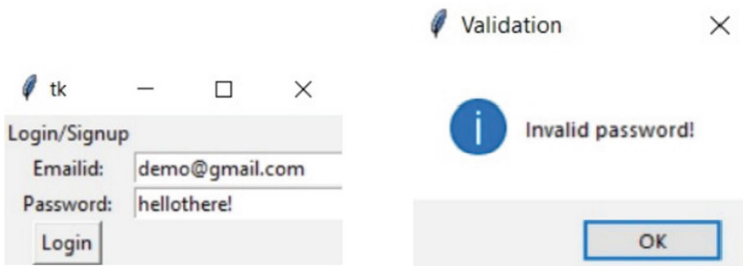 tk
Login/Signup
Emailid: demo@gmail.com
Password: hellothere!
Login
Validation
Invalid password!
OK